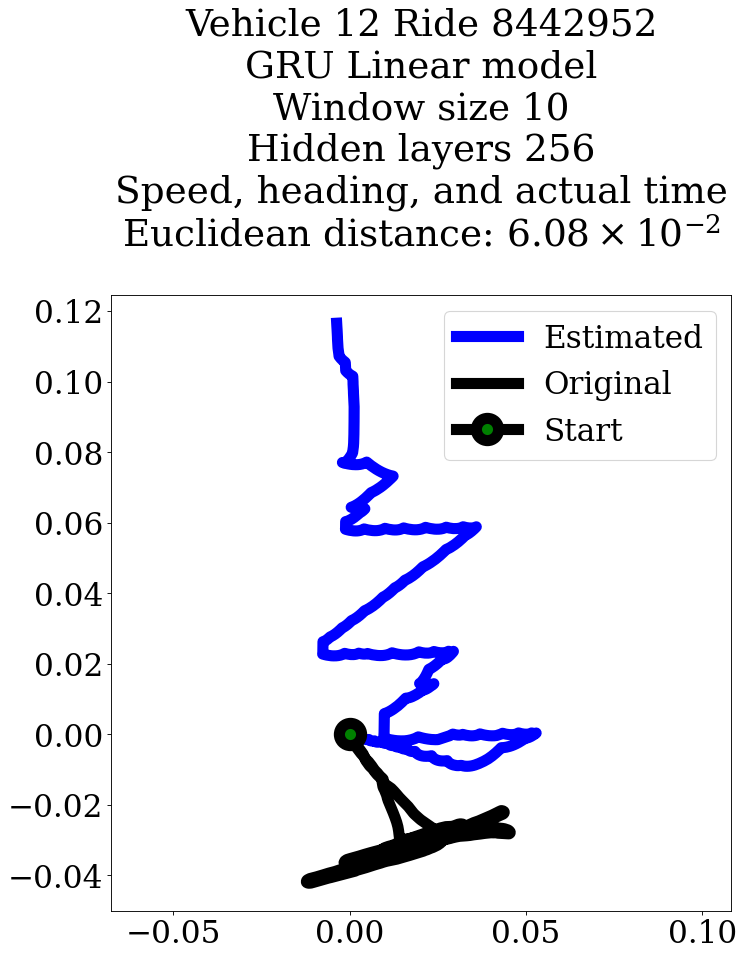 Vehicle 12 Ride 8442952
GRU Linear model
Window size 10
Hidden layers 256
Speed, heading, and actual time
Euclidean distance: 6.08 × 10⁻²
Estimated
Original
Start
0.12
0.10
0.08
0.06
0.04
0.02
0.00
−0.02
−0.04
−0.05 0.00 0.05 0.10